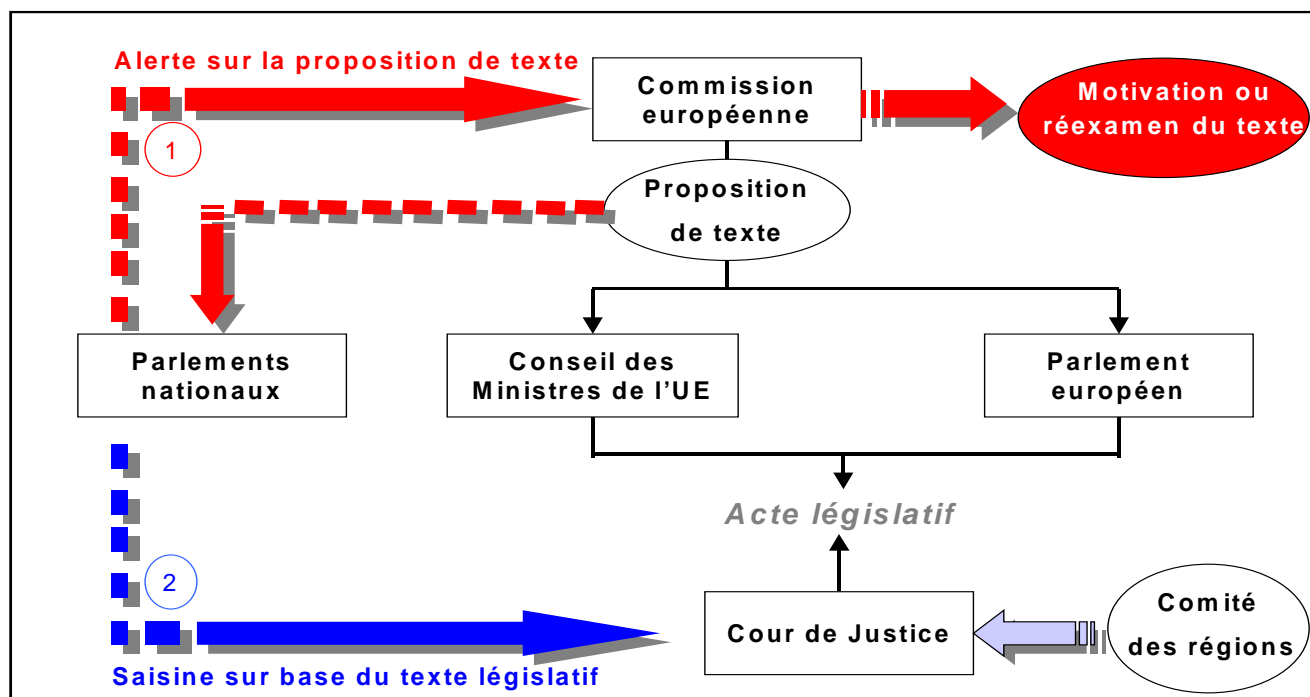 Alerte sur la proposition de texte
Commission
européenne
Motivation ou
réexamen du texte
1
Proposition
de texte
Parlements
nationaux
Conseil des
Ministres de l’UE
Parlement
européen
Acte législatif
2
Cour de Justice
Comité
des régions
Saisine sur base du texte législatif